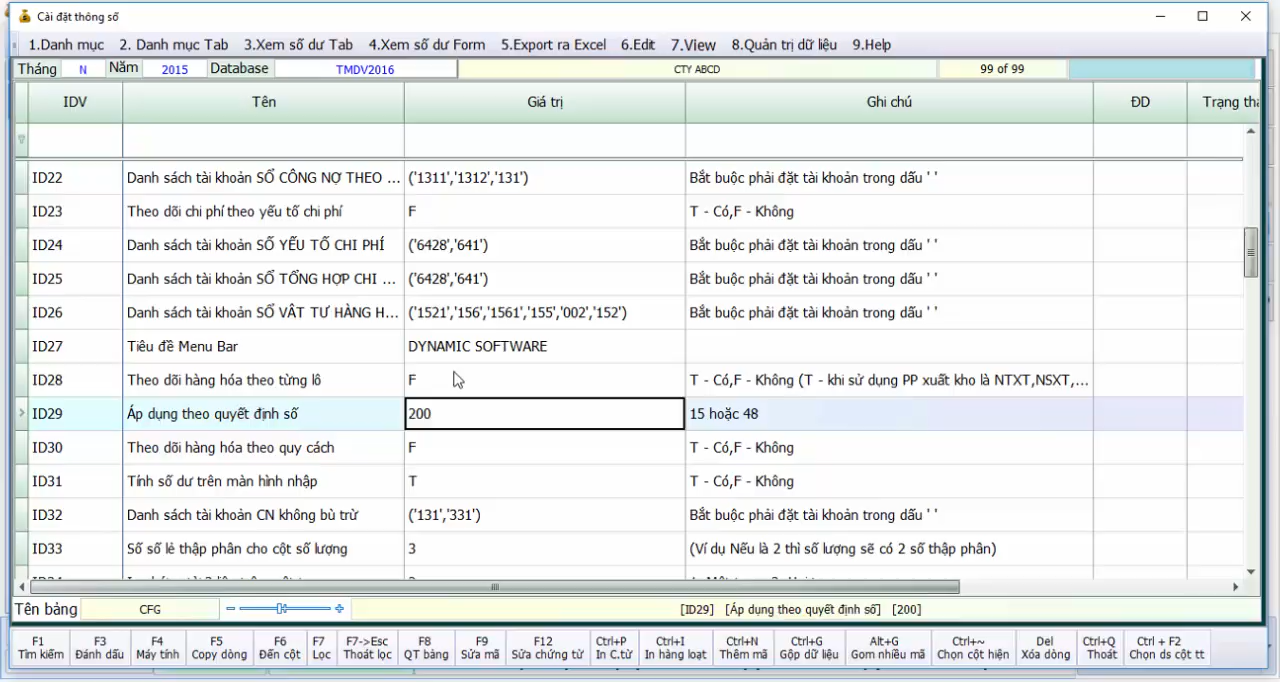 Cài đặt thông số
1.Danh mục 2. Danh mục Tab 3.Xem số dư Tab 4.Xem số dư Form 5.Export ra Excel 6.Edit 7.View 8.Quản trị dữ liệu 9.Help
Tháng N Năm 2015 Database TMDV2016 CTY ABCD 99 of 99
IDV Tên Giá trị Ghi chú ĐD Trạng thá
ID22 Danh sách tài khoản SỔ CÔNG NỢ THEO ... ('1311','1312','131') Bắt buộc phải đặt tài khoản trong dấu ' '
ID23 Theo dõi chi phí theo yếu tố chi phí F T - Có,F - Không
ID24 Danh sách tài khoản SỔ YẾU TỐ CHI PHÍ ('6428','641') Bắt buộc phải đặt tài khoản trong dấu ' '
ID25 Danh sách tài khoản SỔ TỔNG HỢP CHI ... ('6428','641') Bắt buộc phải đặt tài khoản trong dấu ' '
ID26 Danh sách tài khoản SỔ VẬT TƯ HÀNG H... ('1521','156','1561','155','002','152') Bắt buộc phải đặt tài khoản trong dấu ' '
ID27 Tiêu đề Menu Bar DYNAMIC SOFTWARE
ID28 Theo dõi hàng hóa theo từng lô F T - Có,F - Không (T - khi sử dụng PP xuất kho là NTXT,NSXT,...
ID29 Áp dụng theo quyết định số 200 15 hoặc 48
ID30 Theo dõi hàng hóa theo quy cách F T - Có,F - Không
ID31 Tính số dư trên màn hình nhập T T - Có,F - Không
ID32 Danh sách tài khoản CN không bù trừ ('131','331') Bắt buộc phải đặt tài khoản trong dấu ' '
ID33 Số số lẻ thập phân cho cột số lượng 3 (Ví dụ Nếu là 2 thì số lượng sẽ có 2 số thập phân)
Tên bảng CFG [ID29] [Áp dụng theo quyết định số] [200]
F1 F3 F4 F5 F6 F7 F7->Esc F8 F9 F12 Ctrl+P Ctrl+I Ctrl+N Ctrl+G Alt+G Ctrl+~ Del Ctrl+Q Ctrl + F2
Tìm kiếm Đánh dấu Máy tính Copy dòng Đến cột Lọc Thoát lọc QT bảng Sửa mã Sửa chứng từ In C.từ In hàng loạt Thêm mã Gộp dữ liệu Gom nhiều mã Chọn cột hiện Xóa dòng Thoát Chọn ds cột tt